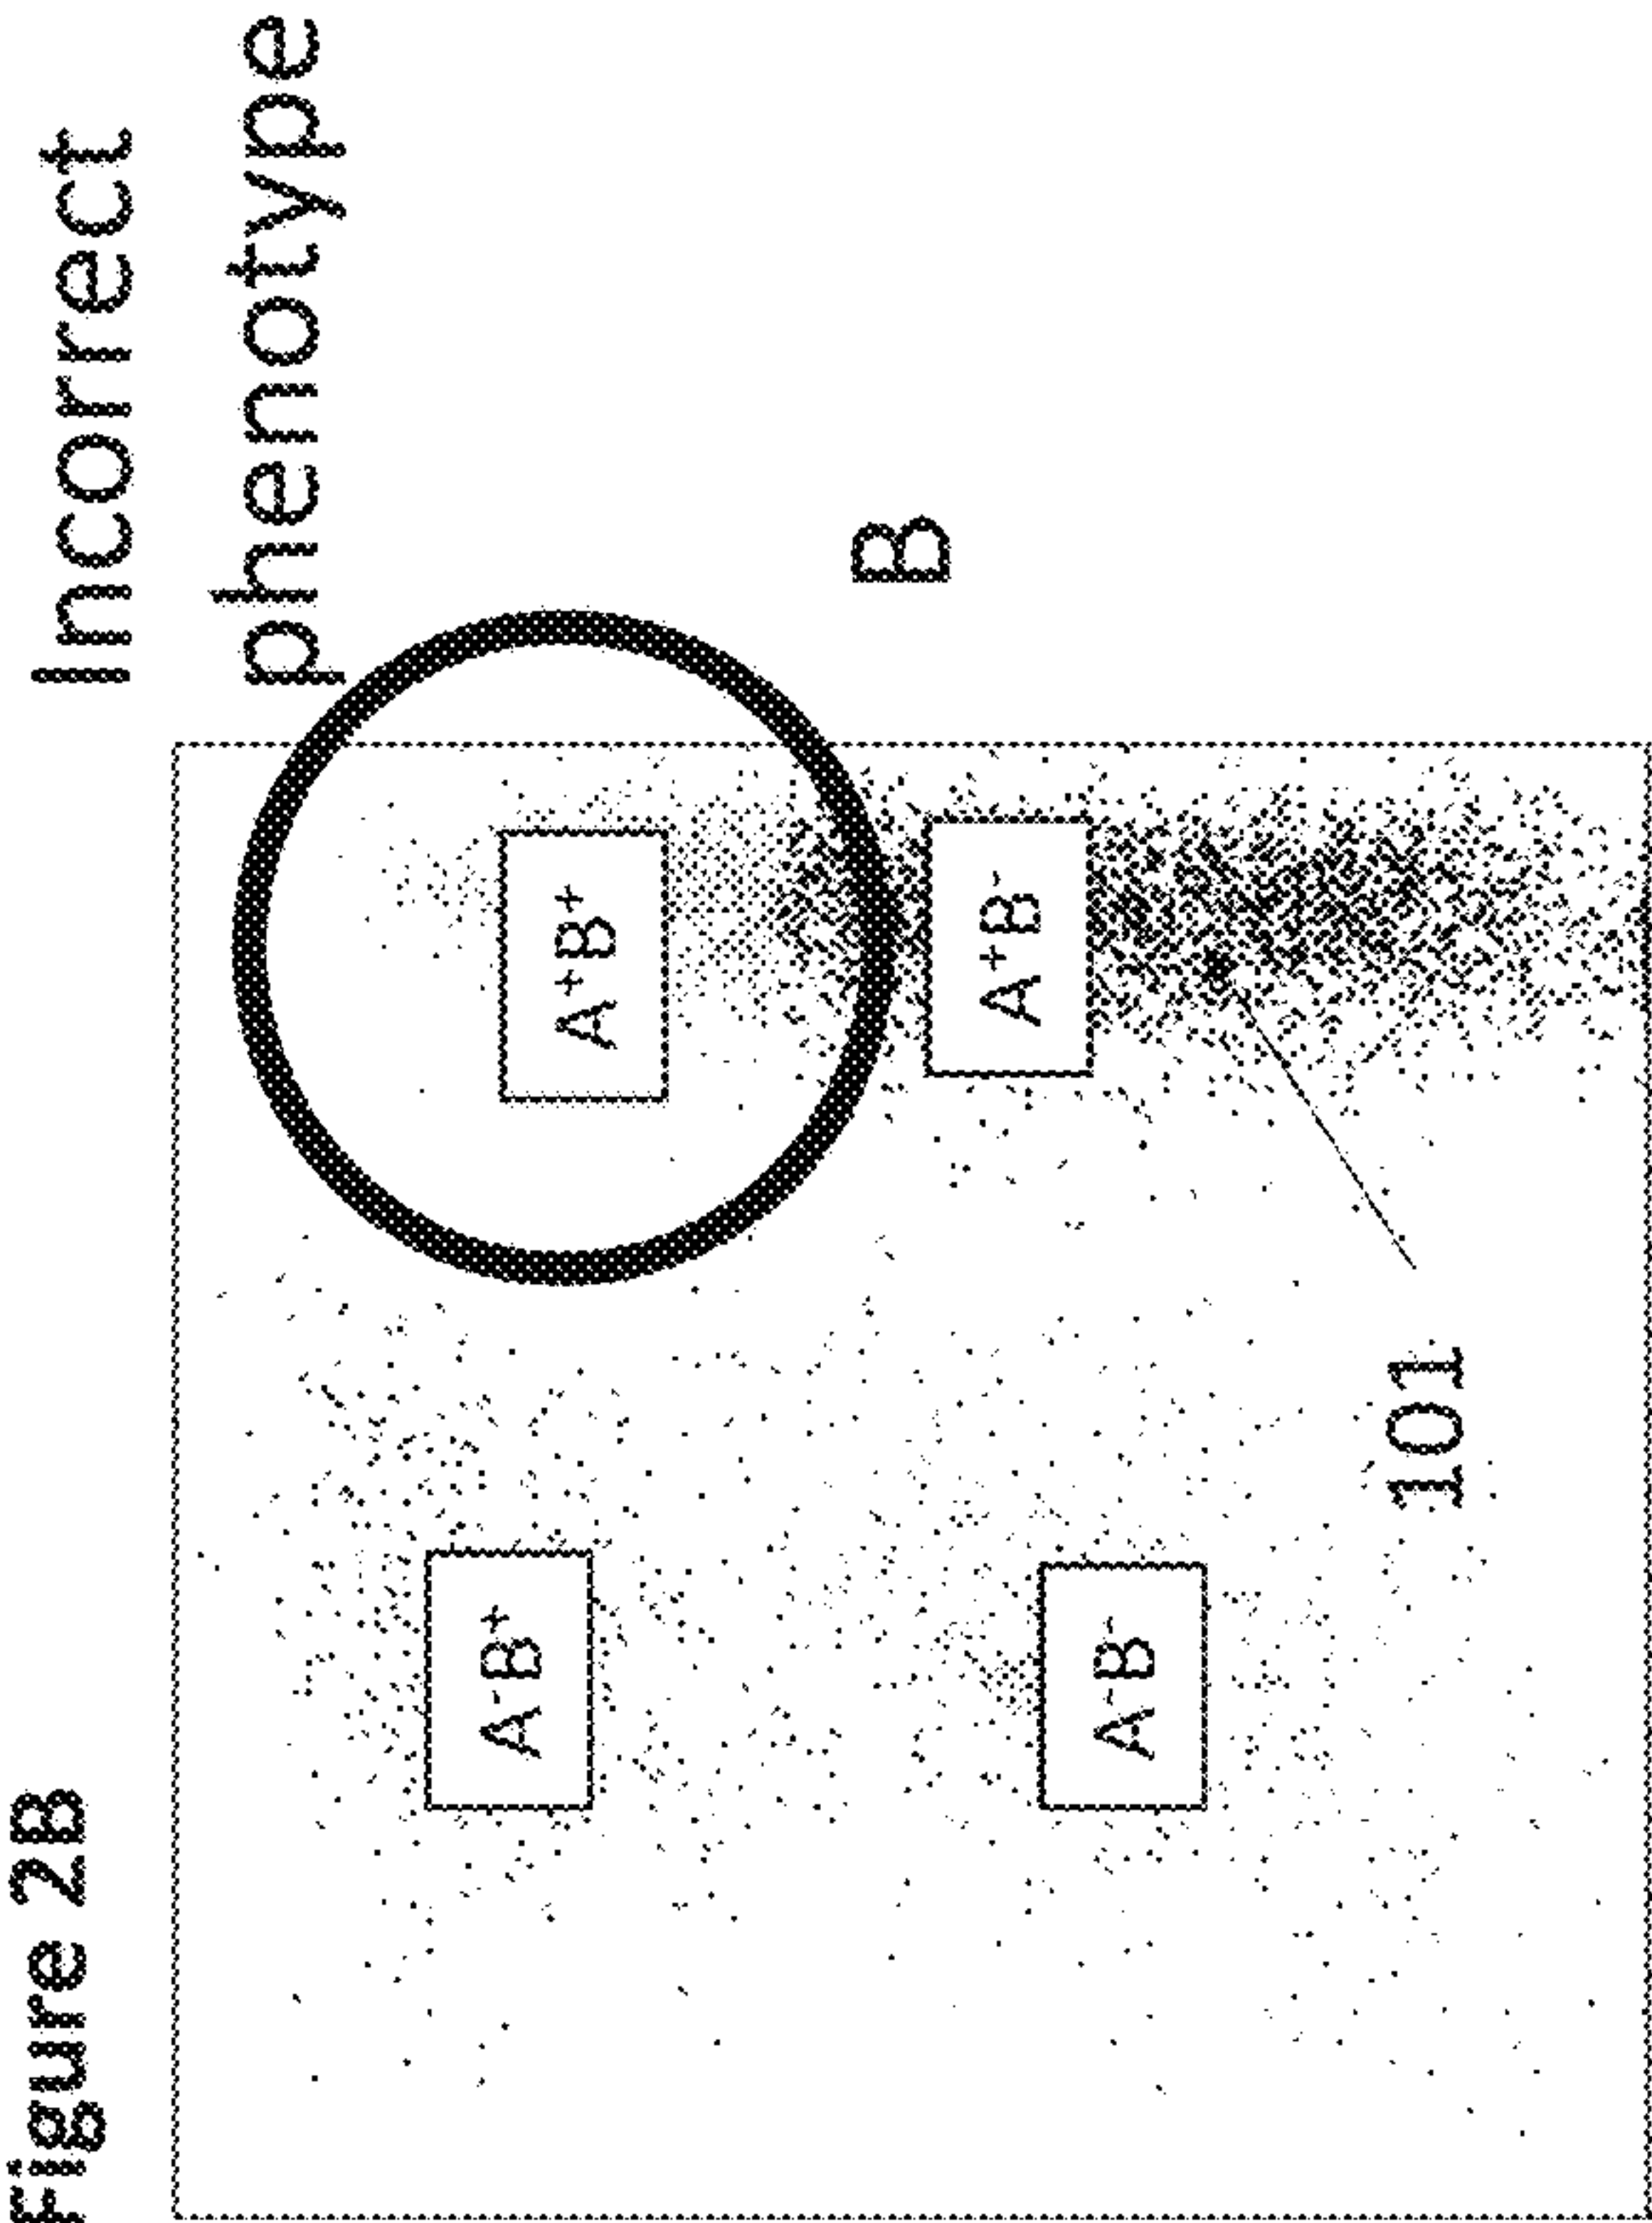 Figure 2B
Incorrect
phenotype
A⁻B⁺
A⁺B⁺
B
A⁺B⁻
A⁻B⁻
101